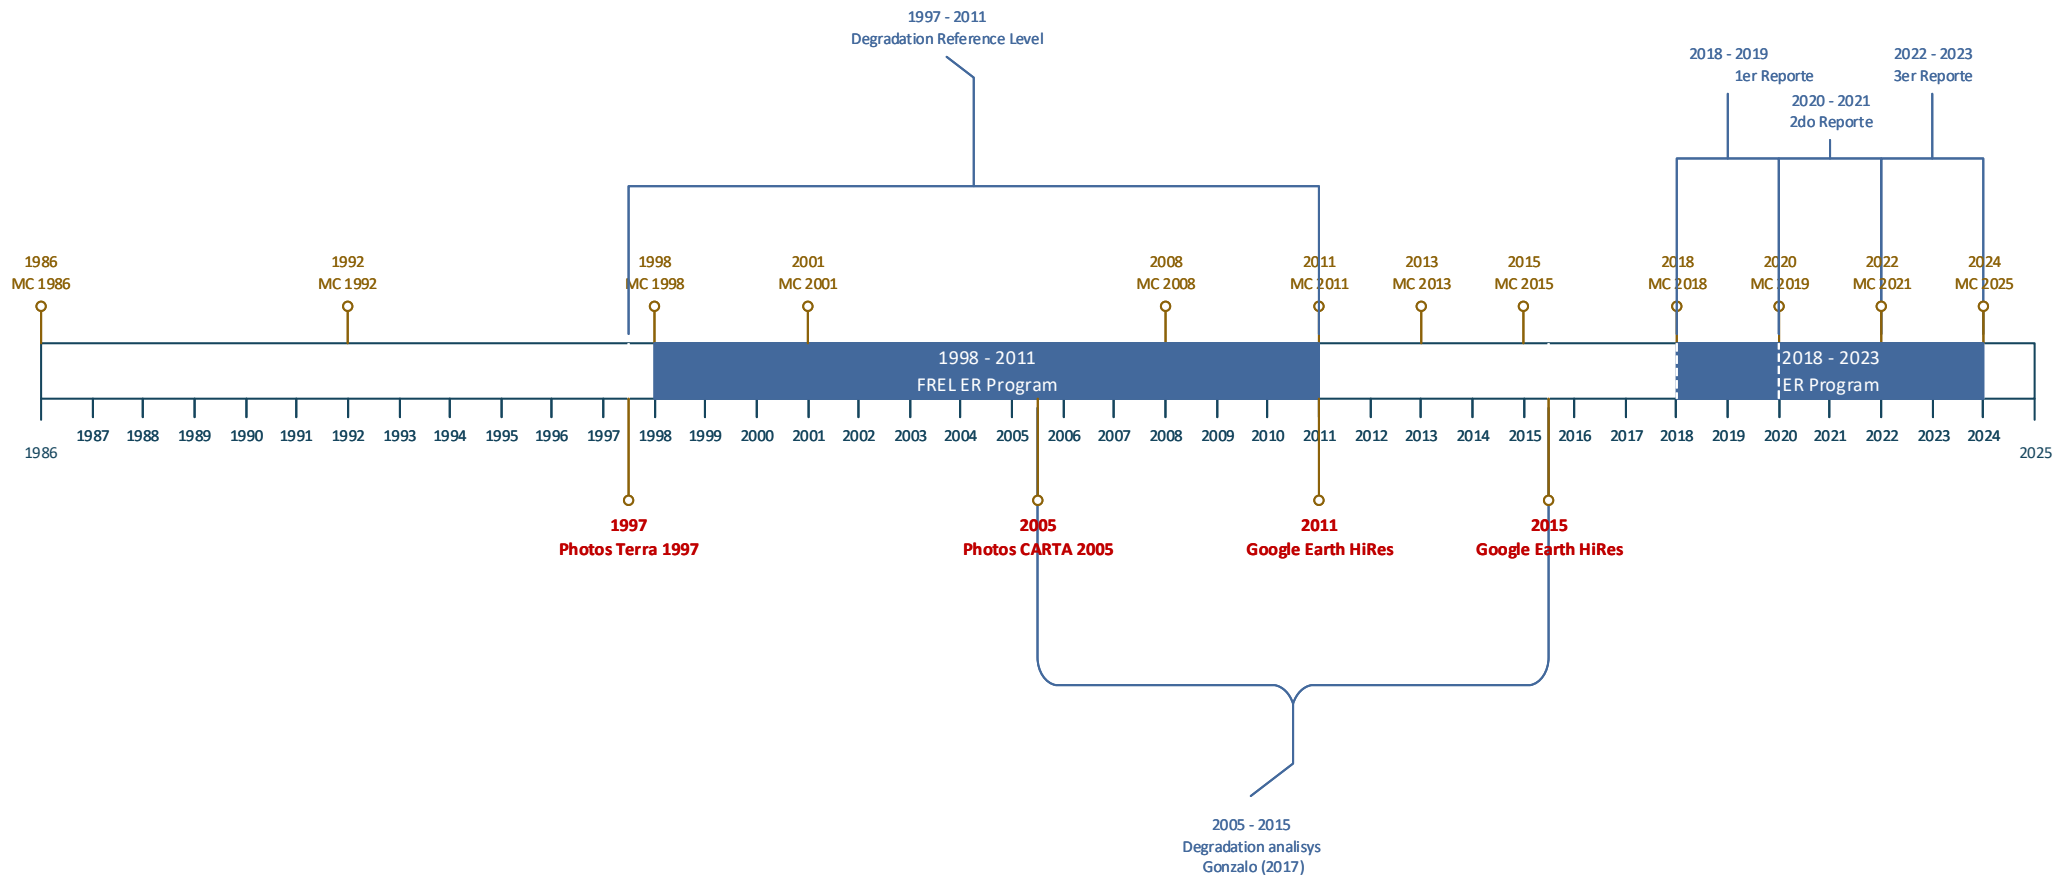 1997 - 2011
Degradation Reference Level
2018 - 2019
1er Reporte
2020 - 2021
2do Reporte
2022 - 2023
3er Reporte
1986
MC 1986
1992
MC 1992
1998
MC 1998
2001
MC 2001
2008
MC 2008
2011
MC 2011
2013
MC 2013
2015
MC 2015
2018
MC 2018
2020
MC 2019
2022
MC 2021
2024
MC 2025
1998 - 2011
FREL ER Program
2018 - 2023
ER Program
1986 1987 1988 1989 1990 1991 1992 1993 1994 1995 1996 1997 1998 1999 2000 2001 2002 2003 2004 2005 2006 2007 2008 2009 2010 2011 2012 2013 2014 2015 2016 2017 2018 2019 2020 2021 2022 2023 2024 2025
1997
Photos Terra 1997
2005
Photos CARTA 2005
2011
Google Earth HiRes
2015
Google Earth HiRes
2005 - 2015
Degradation analisys
Gonzalo (2017)